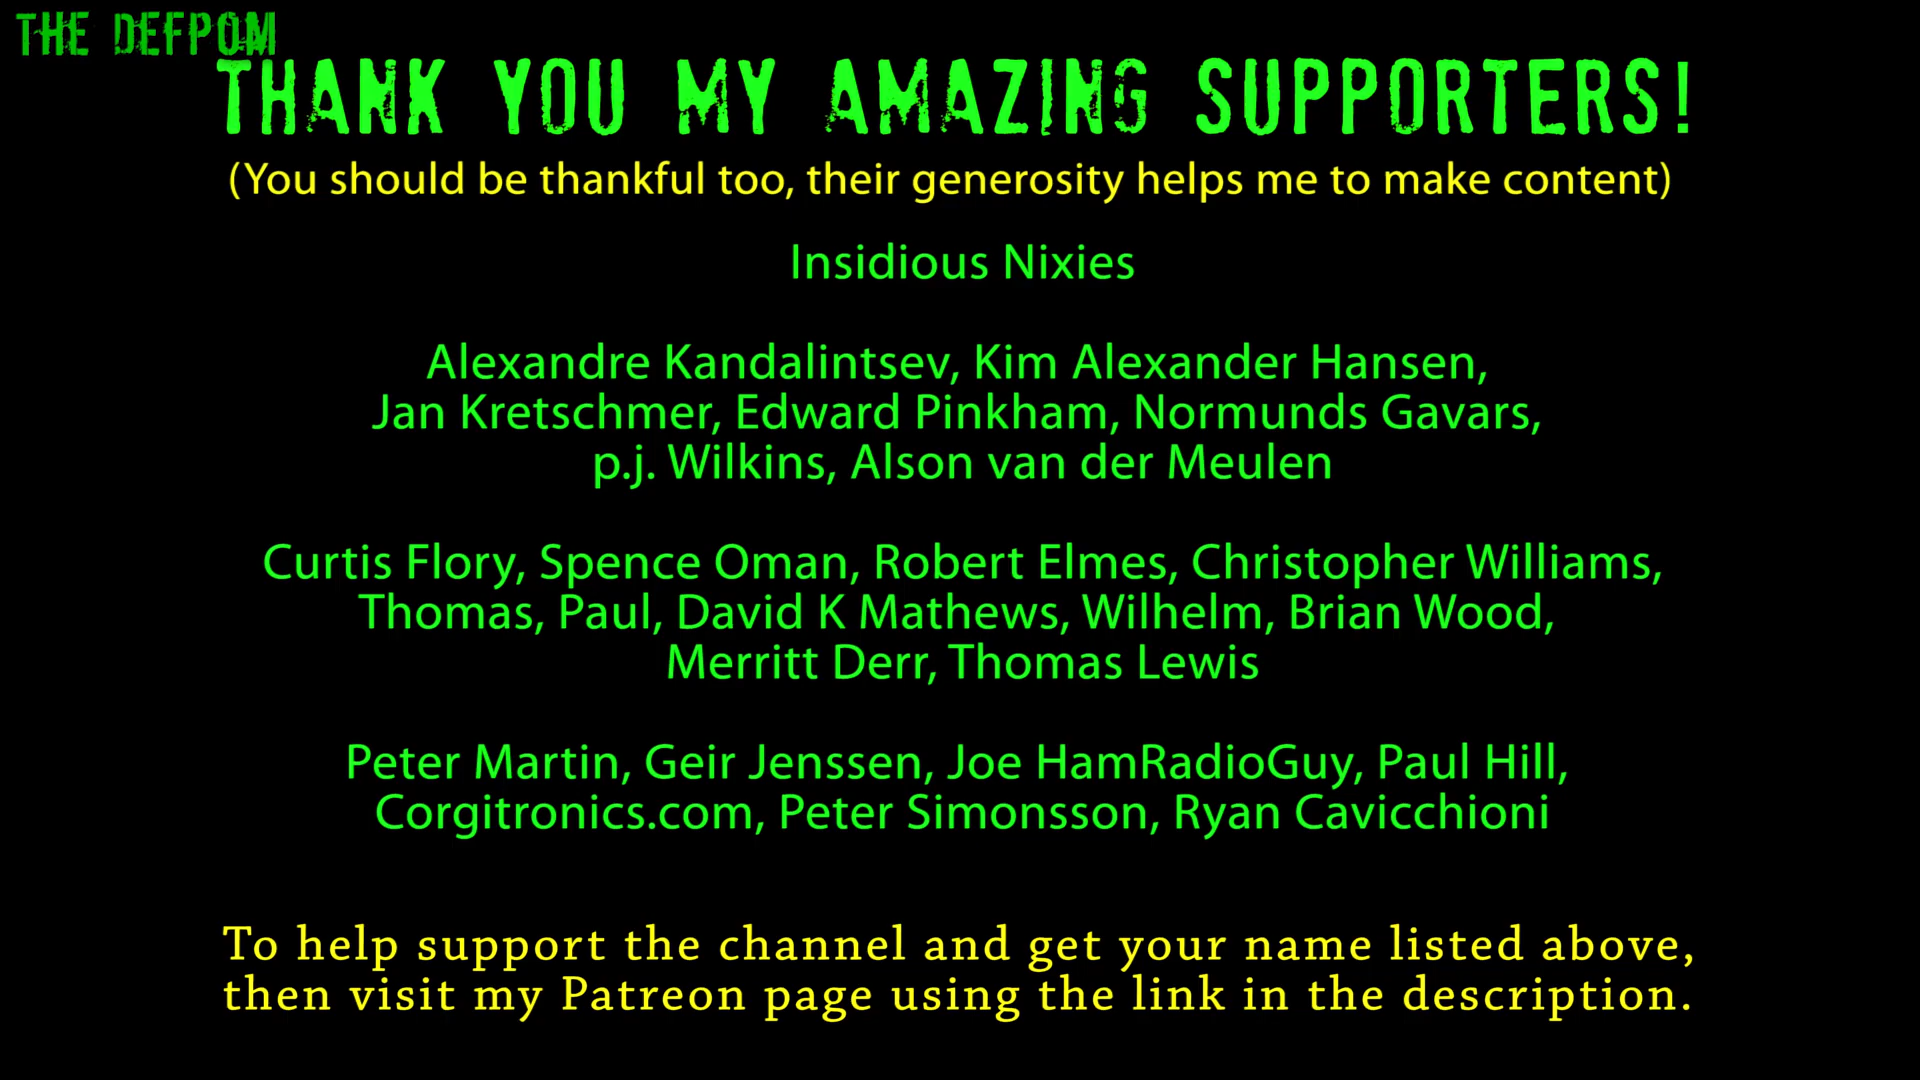 THE DEFPOM
THANK YOU MY AMAZING SUPPORTERS!
(You should be thankful too, their generosity helps me to make content)
Insidious Nixies
Alexandre Kandalintsev, Kim Alexander Hansen,
Jan Kretschmer, Edward Pinkham, Normunds Gavars,
p.j. Wilkins, Alson van der Meulen
Curtis Flory, Spence Oman, Robert Elmes, Christopher Williams,
Thomas, Paul, David K Mathews, Wilhelm, Brian Wood,
Merritt Derr, Thomas Lewis
Peter Martin, Geir Jenssen, Joe HamRadioGuy, Paul Hill,
Corgitronics.com, Peter Simonsson, Ryan Cavicchioni
To help support the channel and get your name listed above,
then visit my Patreon page using the link in the description.